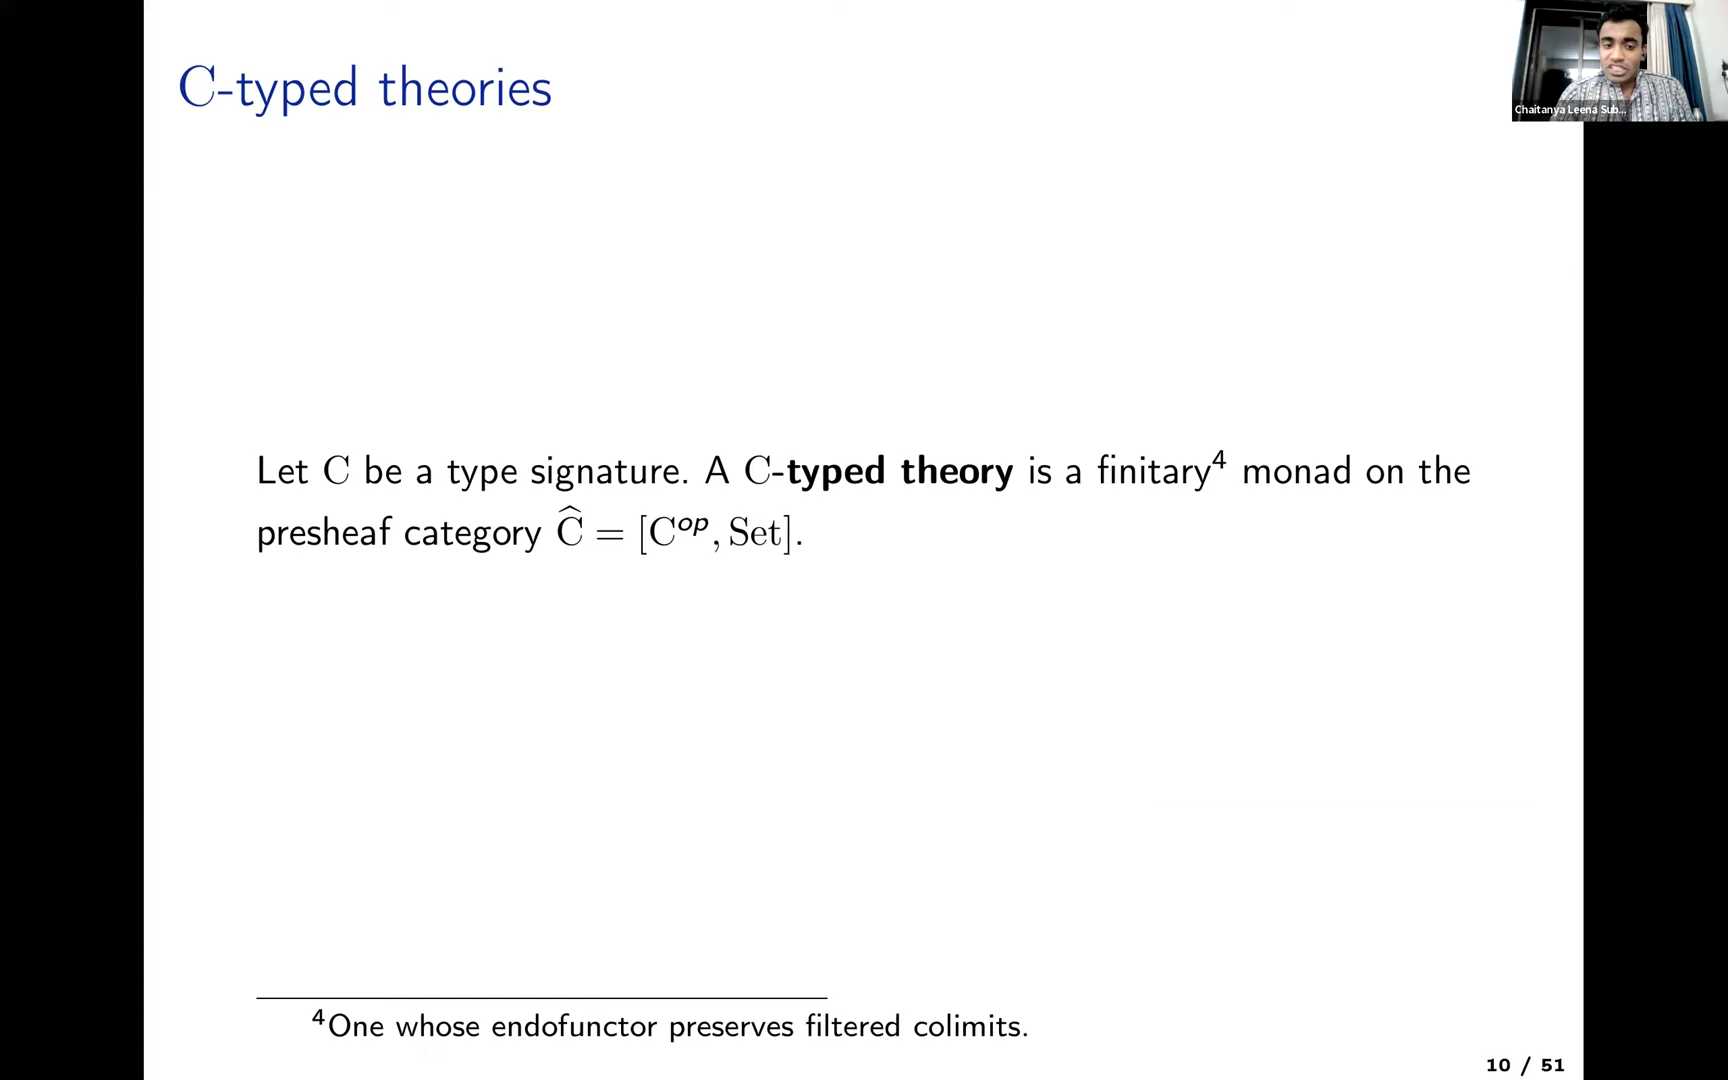 C-typed theories
Chaitanya Leena Sub...
Let C be a type signature. A C-typed theory is a finitary⁴ monad on the
presheaf category Ĉ = [Cᵒᵖ, Set].
⁴One whose endofunctor preserves filtered colimits.
10 / 51